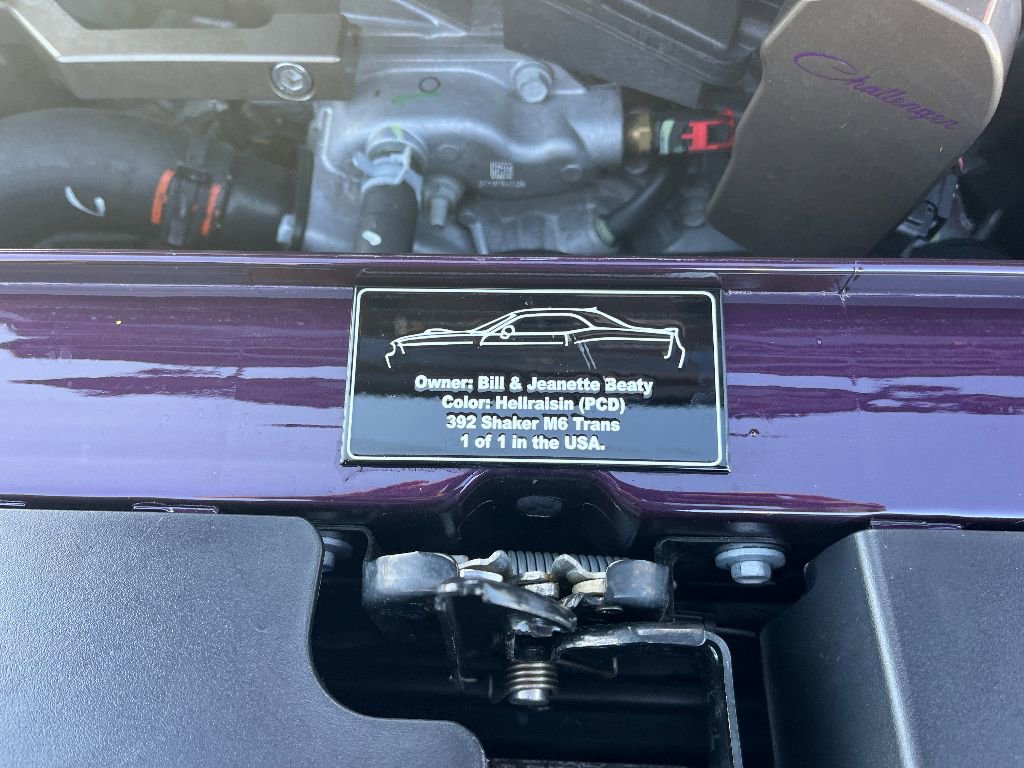 Challenger
Owner: Bill & Jeanette Beaty
Color: Hellraisin (PCD)
392 Shaker M6 Trans
1 of 1 in the USA.